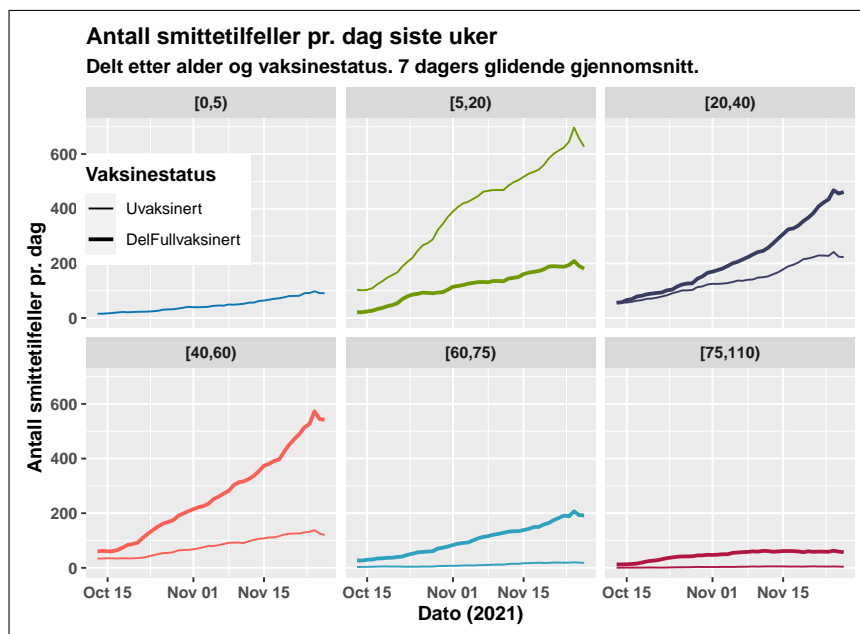 Antall smittetilfeller pr. dag siste uker
Delt etter alder og vaksinestatus. 7 dagers glidende gjennomsnitt.
[0,5) [5,20) [20,40)
600
400
200
0
Vaksinestatus
Uvaksinert
DelFullvaksinert
Antall smittetilfeller pr. dag
[40,60) [60,75) [75,110)
600
400
200
0
Oct 15 Nov 01 Nov 15 Oct 15 Nov 01 Nov 15 Oct 15 Nov 01 Nov 15
Dato (2021)